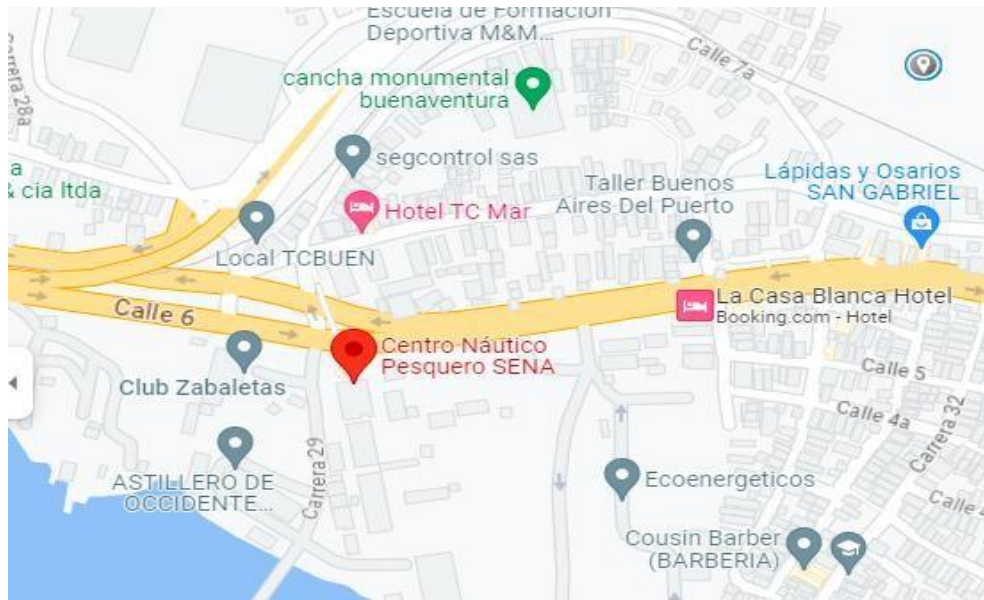 Escuela de Formación
Deportiva M&M...
cancha monumental
buenaventura
Calle 7a
Carrera 28a
a
& cia ltda
segcontrol sas
Hotel TC Mar
Taller Buenos
Aires Del Puerto
Lápidas y Osarios
SAN GABRIEL
Local TCBUEN
Calle 6
La Casa Blanca Hotel
Booking.com - Hotel
Centro Náutico
Pesquero SENA
Club Zabaletas
Calle 5
Calle 4a
Carrera 32
ASTILLERO DE
OCCIDENTE...
Carrera 29
Ecoenergeticos
Calle
Cousin Barber
(BARBERIA)